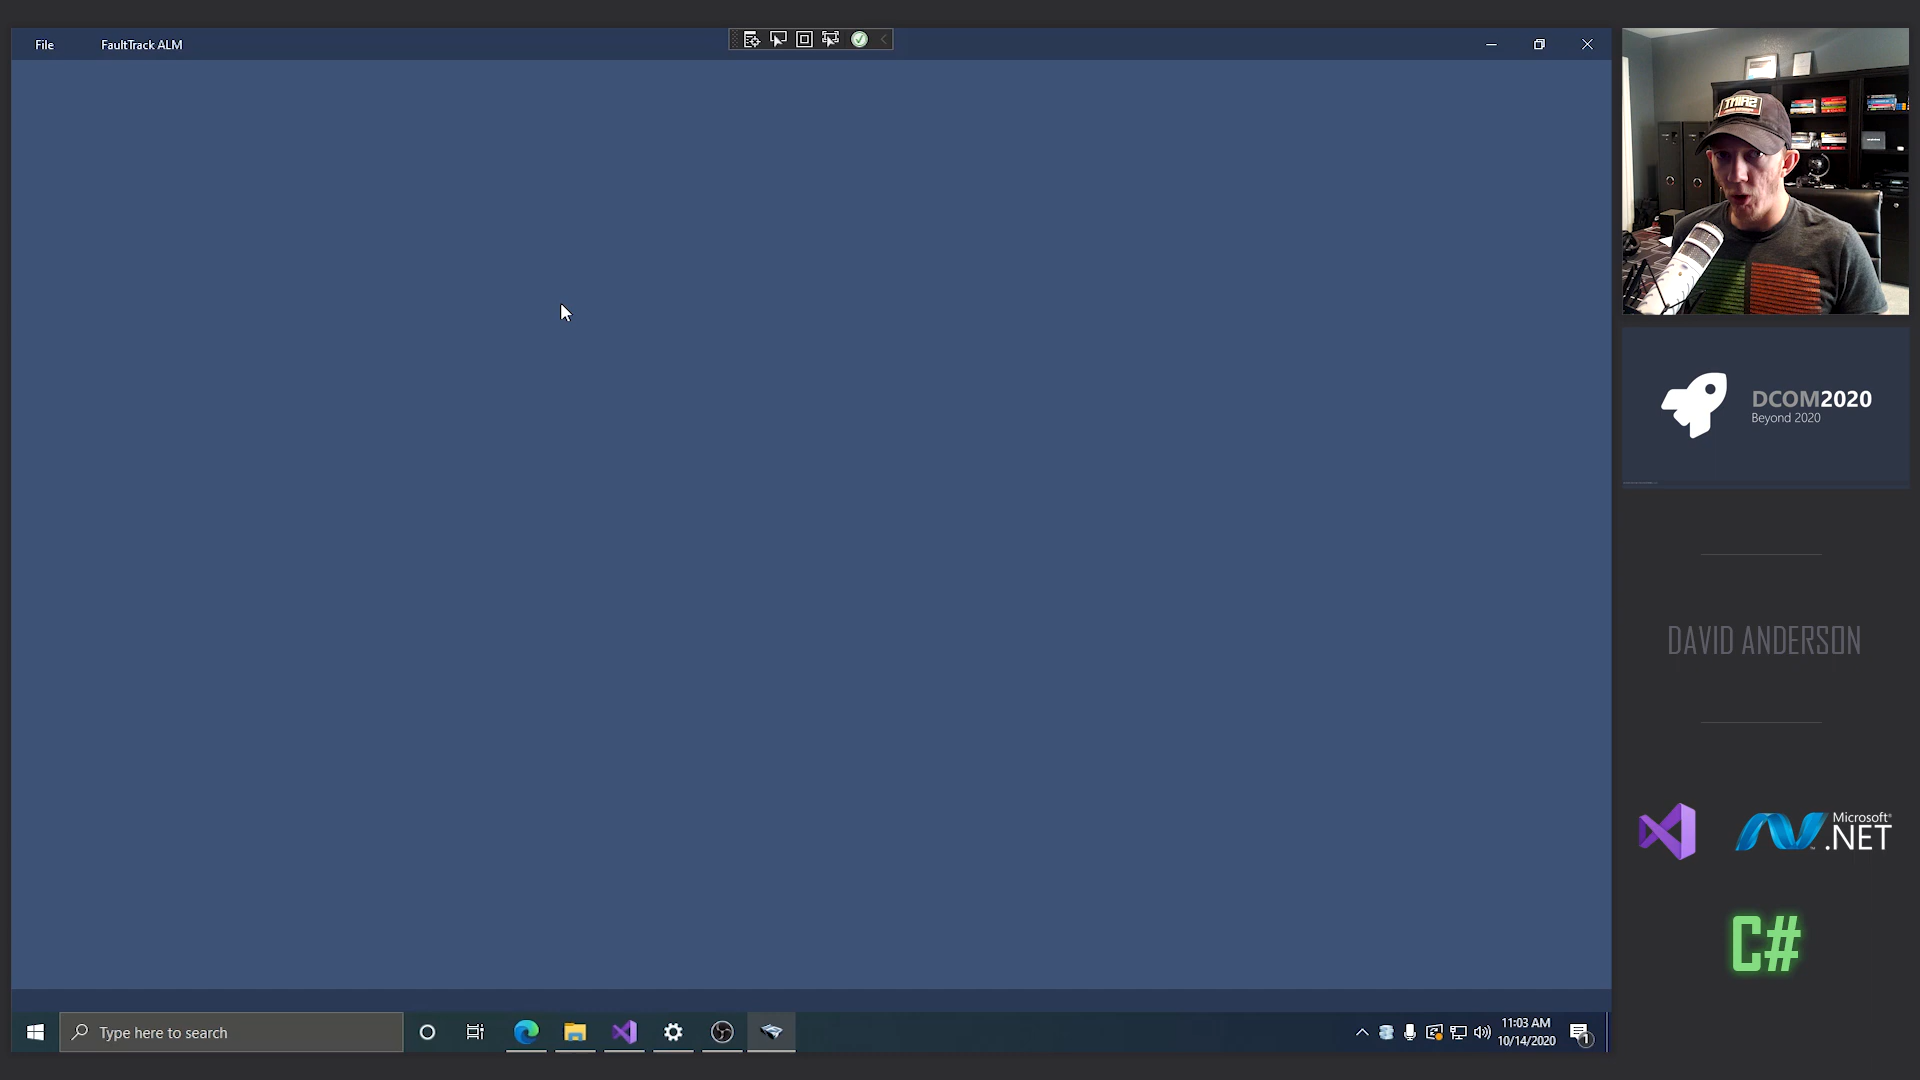 File
FaultTrack ALM
DCOM2020
Beyond 2020
DAVID ANDERSON
Microsoft®
.NET
C#
Type here to search
11:03 AM
10/14/2020
1